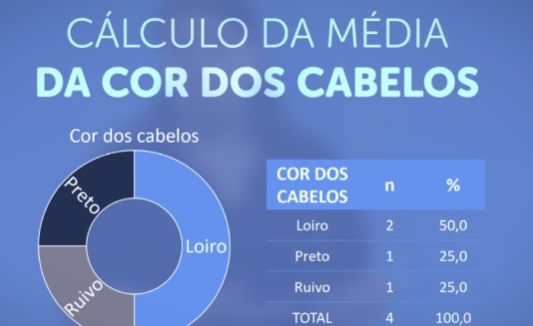 CÁLCULO DA MÉDIA
DA COR DOS CABELOS
Cor dos cabelos
Preto
Loiro
Ruivo
COR DOS CABELOS n %
Loiro 2 50,0
Preto 1 25,0
Ruivo 1 25,0
TOTAL 4 100,0